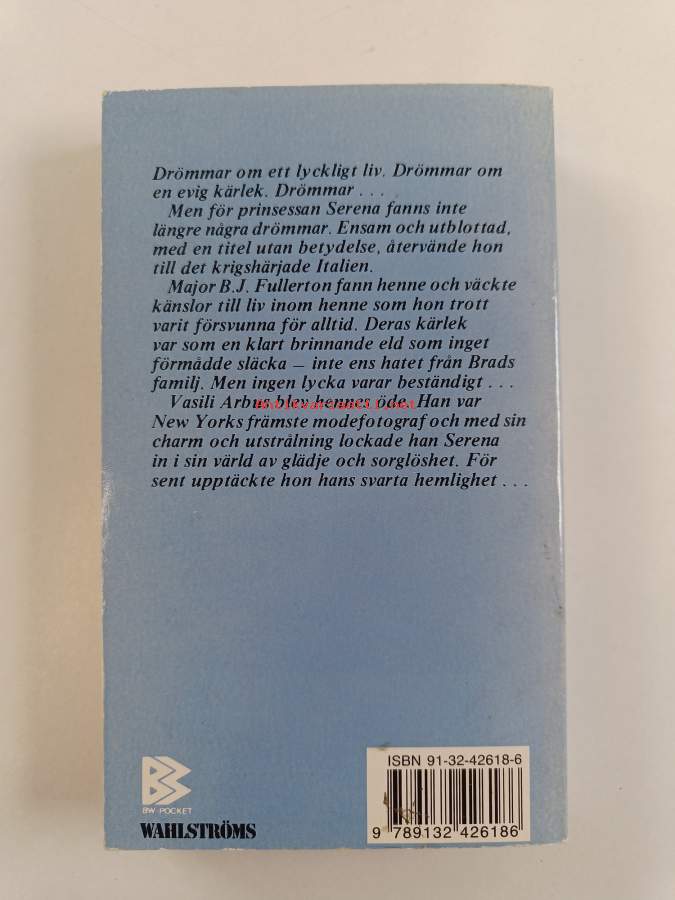 Drömmar om ett lyckligt liv. Drömmar om
en evig kärlek. Drömmar . . .
Men för prinsessan Serena fanns inte
längre några drömmar. Ensam och utblottad,
med en titel utan betydelse, återvände hon
till det krigshärjade Italien.
Major B.J. Fullerton fann henne och väckte
känslor till liv inom henne som hon trott
varit försvunna för alltid. Deras kärlek
var som en klart brinnande eld som inget
förmådde släcka – inte ens hatet från Brads
familj. Men ingen lycka varar beständigt . . .
Vasili Arbus blev hennes öde. Han var
Antikvariaatti.net
New Yorks främste modefotograf och med sin
charm och utstrålning lockade han Serena
in i sin värld av glädje och sorglöshet. För
sent upptäckte hon hans svarta hemlighet . . .
BW-POCKET
WAHLSTRÖMS
ISBN 91-32-42618-6
9 789132 426186